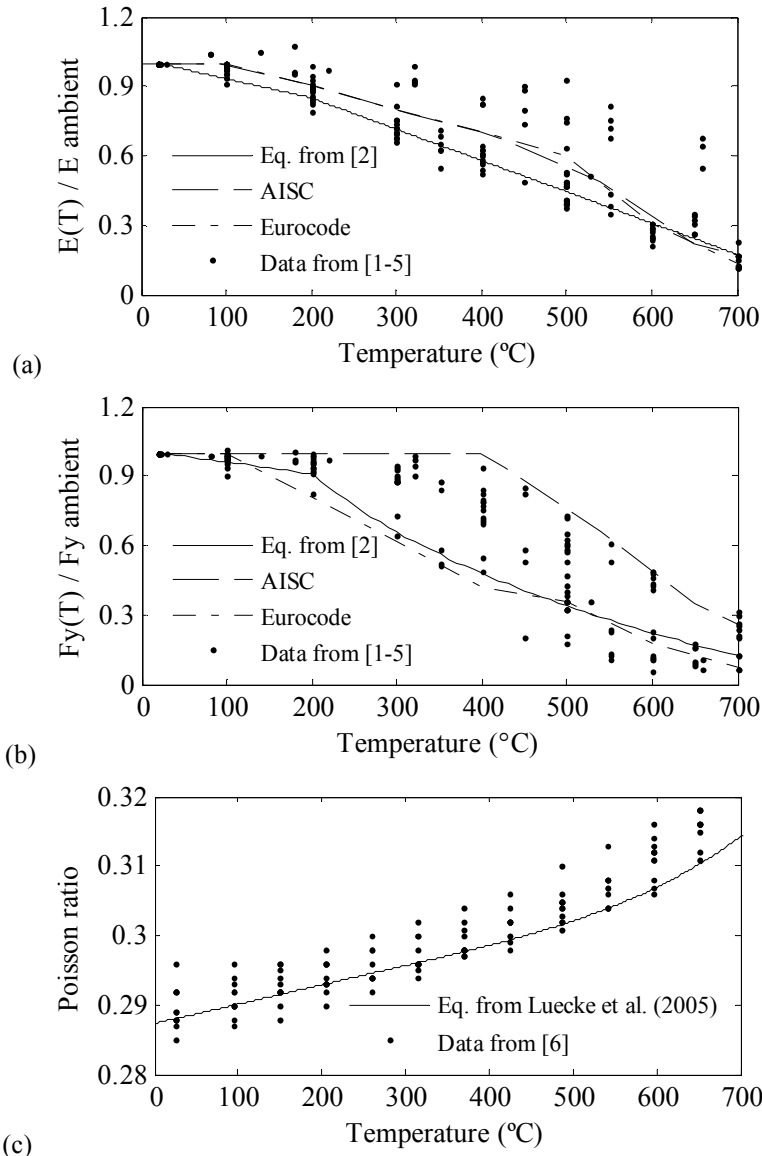 1.2
0.9
0.6
0.3
0
E(T) / E ambient
Eq. from [2]
AISC
Eurocode
Data from [1-5]
0 100 200 300 400 500 600 700
Temperature (ºC)
(a)
1.2
0.9
0.6
0.3
0
Fy(T) / Fy ambient
Eq. from [2]
AISC
Eurocode
Data from [1-5]
0 100 200 300 400 500 600 700
Temperature (°C)
(b)
0.32
0.31
0.3
0.29
0.28
Poisson ratio
Eq. from Luecke et al. (2005)
Data from [6]
0 100 200 300 400 500 600 700
Temperature (ºC)
(c)